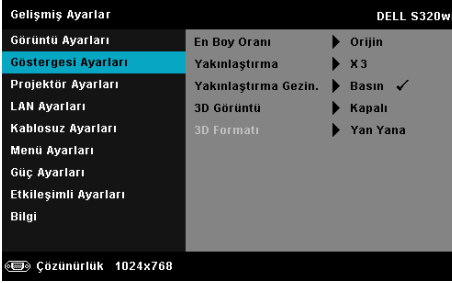 Gelişmiş Ayarlar DELL S320w
Görüntü Ayarları
Göstergesi Ayarları
Projektör Ayarları
LAN Ayarları
Kablosuz Ayarları
Menü Ayarları
Güç Ayarları
Etkileşimli Ayarları
Bilgi
En Boy Oranı Orijin
Yakınlaştırma X 3
Yakınlaştırma Gezin. Basın ✓
3D Görüntü Kapalı
3D Formatı Yan Yana
Çözünürlük 1024x768